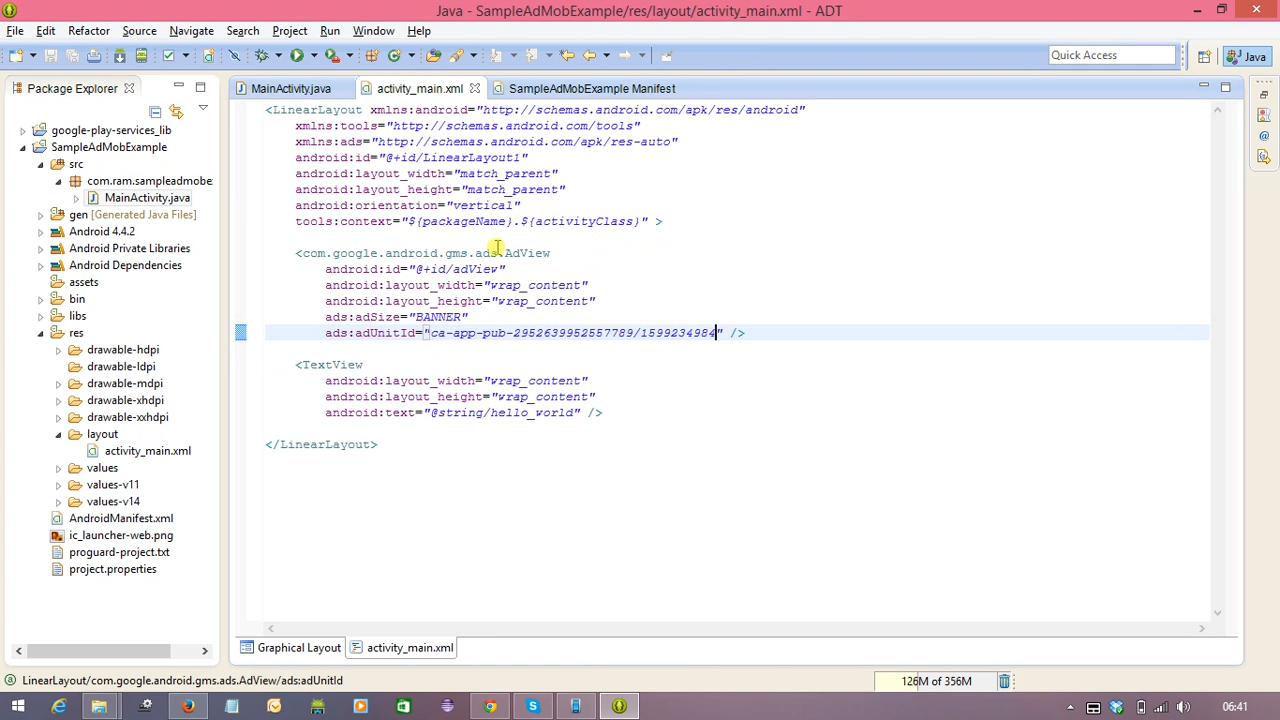 Java - SampleAdMobExample/res/layout/activity_main.xml - ADT
File Edit Refactor Source Navigate Search Project Run Window Help
Quick Access
Java
Package Explorer
MainActivity.java
activity_main.xml
SampleAdMobExample Manifest
google-play-services_lib
SampleAdMobExample
src
com.ram.sampleadmobe
MainActivity.java
gen [Generated Java Files]
Android 4.4.2
Android Private Libraries
Android Dependencies
assets
bin
libs
res
drawable-hdpi
drawable-ldpi
drawable-mdpi
drawable-xhdpi
drawable-xxhdpi
layout
activity_main.xml
values
values-v11
values-v14
AndroidManifest.xml
ic_launcher-web.png
proguard-project.txt
project.properties
<LinearLayout xmlns:android="http://schemas.android.com/apk/res/android"
xmlns:tools="http://schemas.android.com/tools"
xmlns:ads="http://schemas.android.com/apk/res-auto"
android:id="@+id/LinearLayout1"
android:layout_width="match_parent"
android:layout_height="match_parent"
android:orientation="vertical"
tools:context="${packageName}.${activityClass}" >
<com.google.android.gms.ads.AdView
android:id="@+id/adView"
android:layout_width="wrap_content"
android:layout_height="wrap_content"
ads:adSize="BANNER"
ads:adUnitId="ca-app-pub-2952639952557789/1599234984" />
<TextView
android:layout_width="wrap_content"
android:layout_height="wrap_content"
android:text="@string/hello_world" />
</LinearLayout>
Graphical Layout
activity_main.xml
LinearLayout/com.google.android.gms.ads.AdView/ads:adUnitId
126M of 356M
06:41